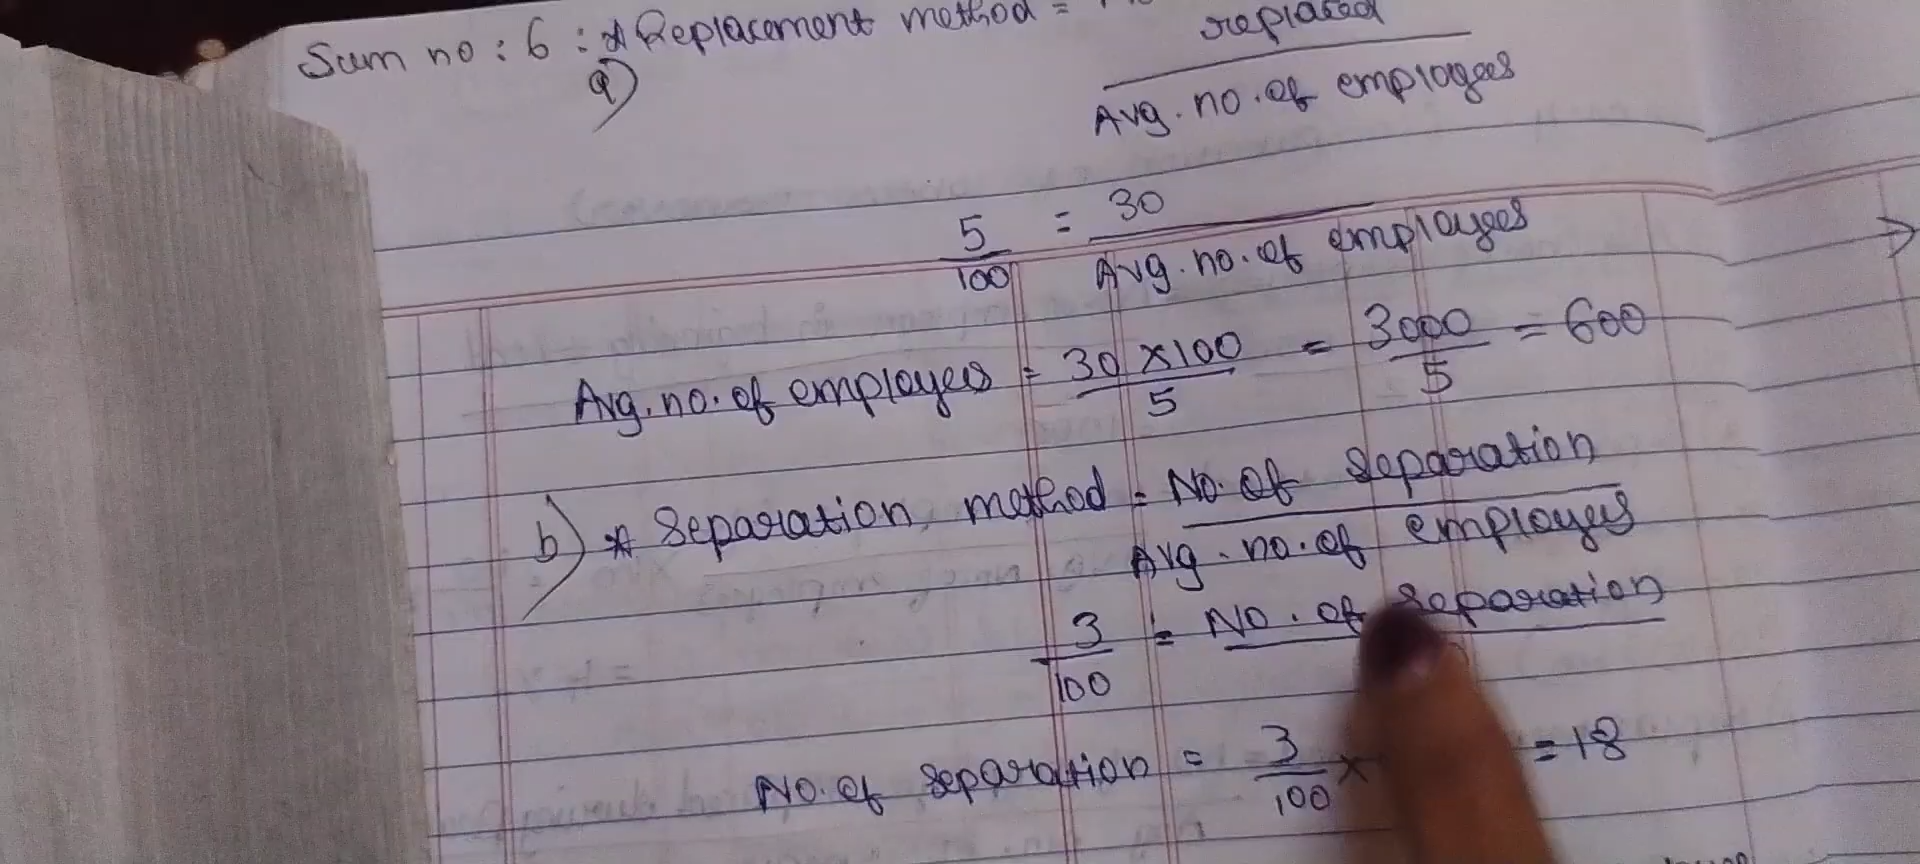 Sum no : 6 : * Replacement method =
replaced
a)
Avg. no. of employees
5/100 = 30/Avg. no. of employees
Avg. no. of employees = 30 x 100/5 = 3000/5 = 600
b) * Separation method = No. of separation
Avg. no. of employees
3/100 = No. of separation
No. of separation = 3/100 x = 18